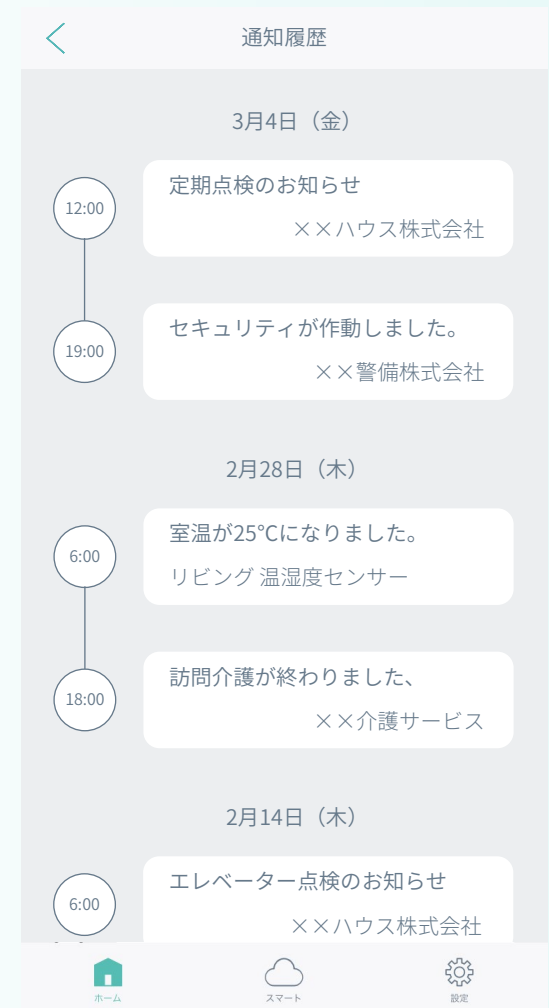 通知履歴
3月4日（金）
12:00
定期点検のお知らせ
××ハウス株式会社
19:00
セキュリティが作動しました。
××警備株式会社
2月28日（木）
6:00
室温が25℃になりました。
リビング 温湿度センサー
18:00
訪問介護が終わりました、
××介護サービス
2月14日（木）
6:00
エレベーター点検のお知らせ
××ハウス株式会社
ホーム
スマート
設定